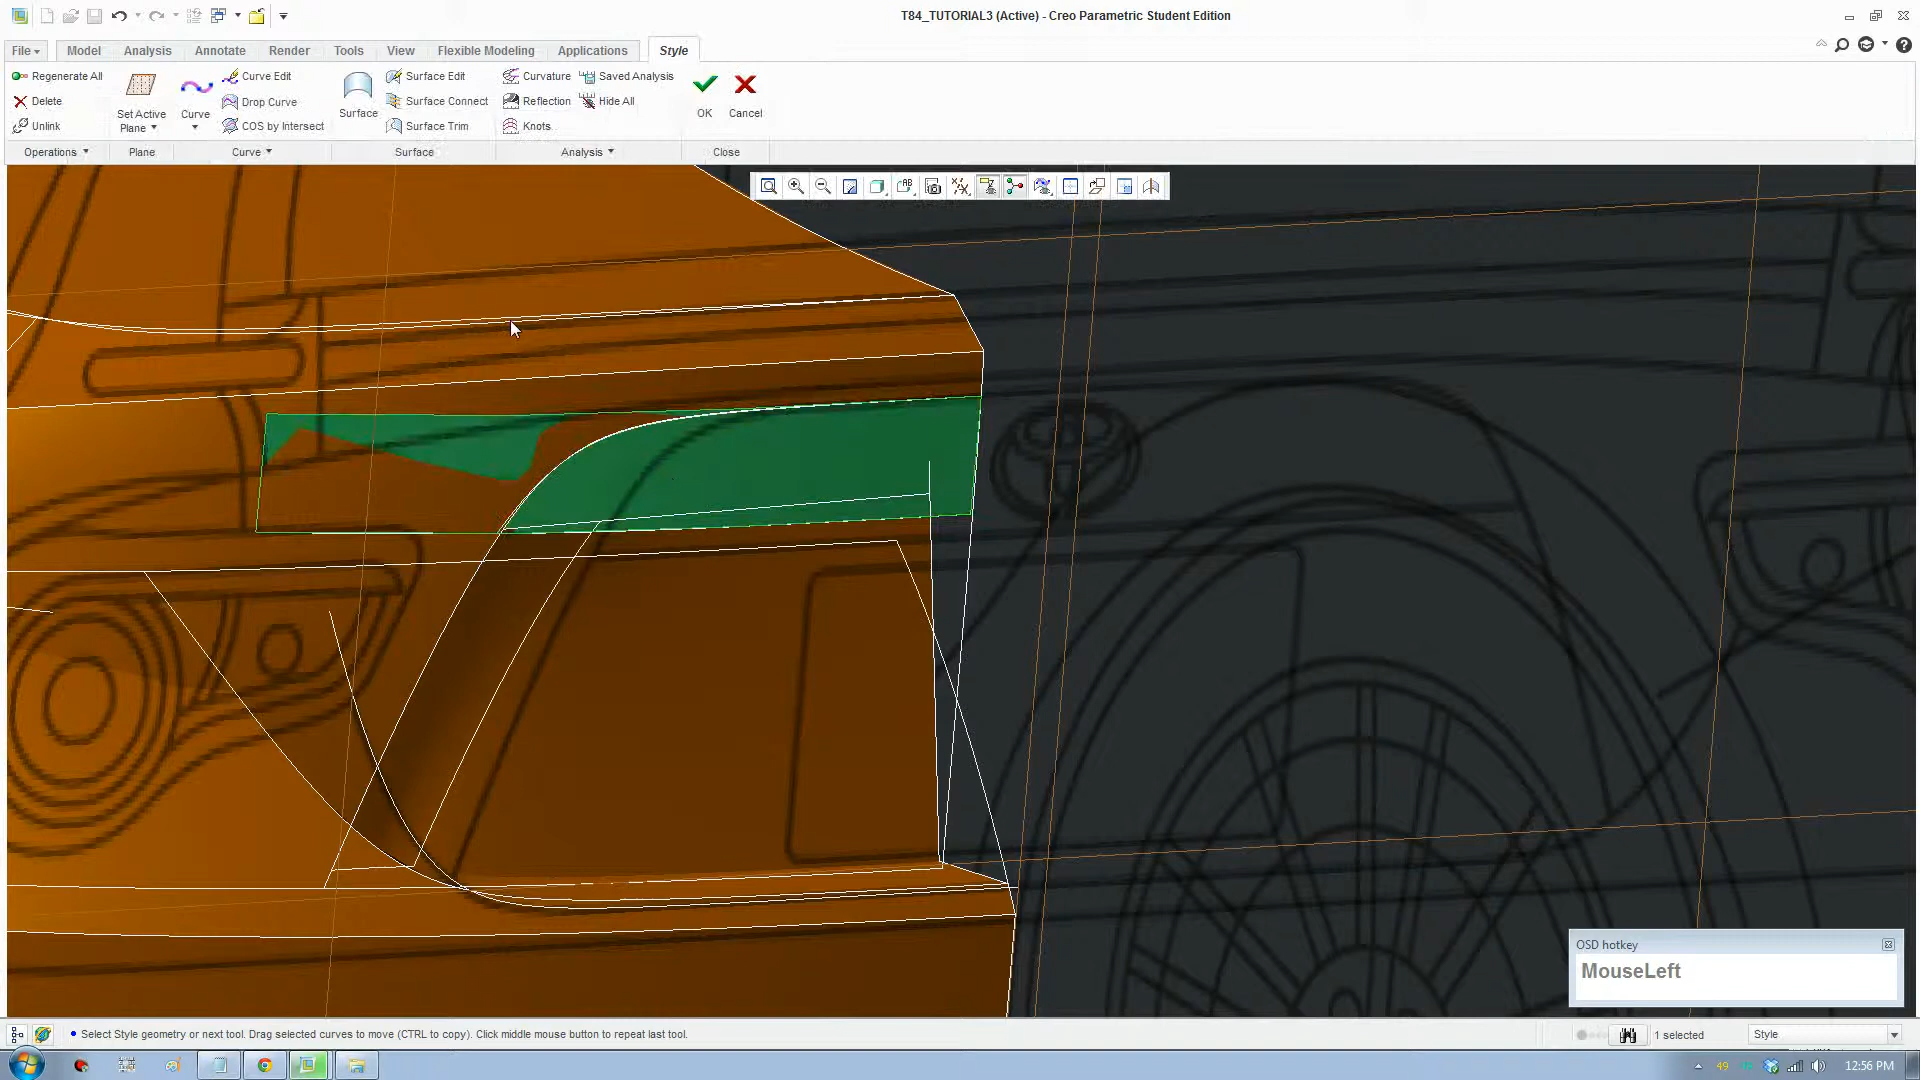 T84_TUTORIAL3 (Active) - Creo Parametric Student Edition
File Model Analysis Annotate Render Tools View Flexible Modeling Applications Style
Regenerate All
Delete
Unlink
Set Active Plane
Curve
Curve Edit
Drop Curve
COS by Intersect
Surface
Surface Edit
Surface Connect
Surface Trim
Curvature
Reflection
Knots
Saved Analysis
Hide All
OK
Cancel
Operations Plane Curve Surface Analysis Close
OSD hotkey
MouseLeft
Select Style geometry or next tool. Drag selected curves to move (CTRL to copy). Click middle mouse button to repeat last tool.
1 selected
Style
49
12:56 PM